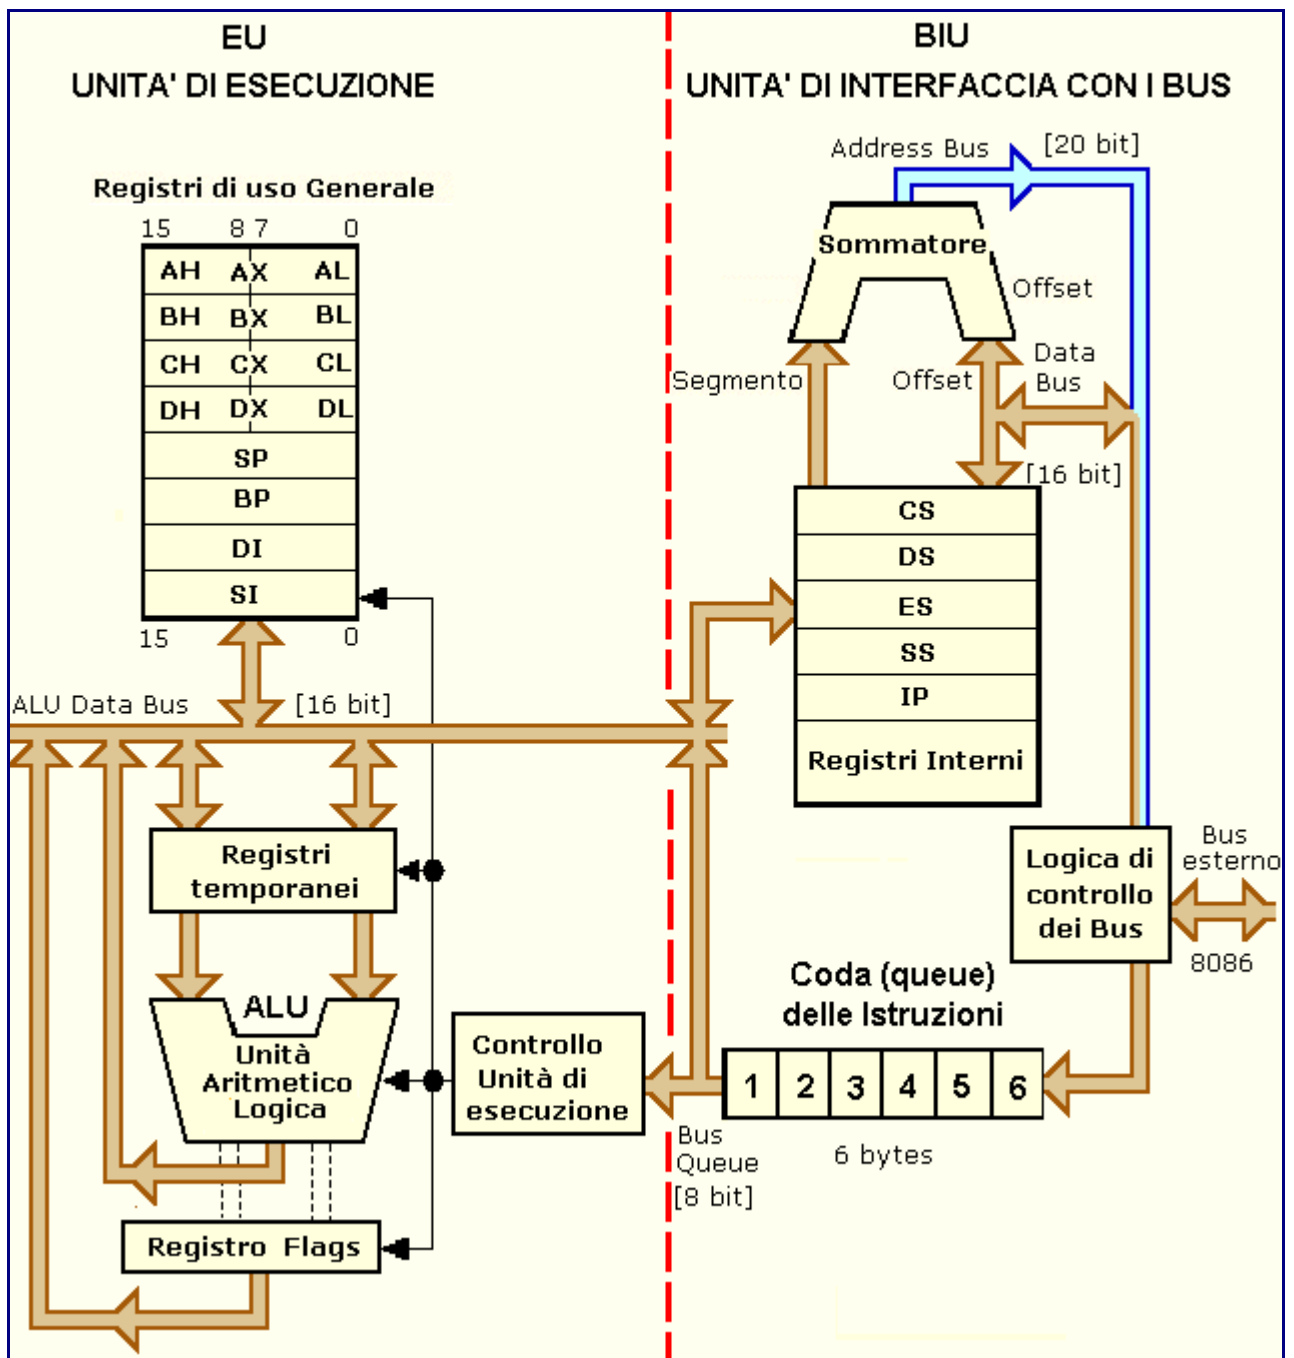 EU
UNITA' DI ESECUZIONE
Registri di uso Generale
15 8 7 0
AH AX AL
BH BX BL
CH CX CL
DH DX DL
SP
BP
DI
SI
15 0
ALU Data Bus [16 bit]
Registri
temporanei
ALU
Unità
Aritmetico
Logica
Controllo
Unità di
esecuzione
Registro Flags
BIU
UNITA' DI INTERFACCIA CON I BUS
Address Bus [20 bit]
Sommatore
Offset
Segmento Offset
Data
Bus
[16 bit]
CS
DS
ES
SS
IP
Registri Interni
Logica di
controllo
dei Bus
Bus
esterno
8086
Coda (queue)
delle Istruzioni
1 2 3 4 5 6
6 bytes
Bus
Queue
[8 bit]